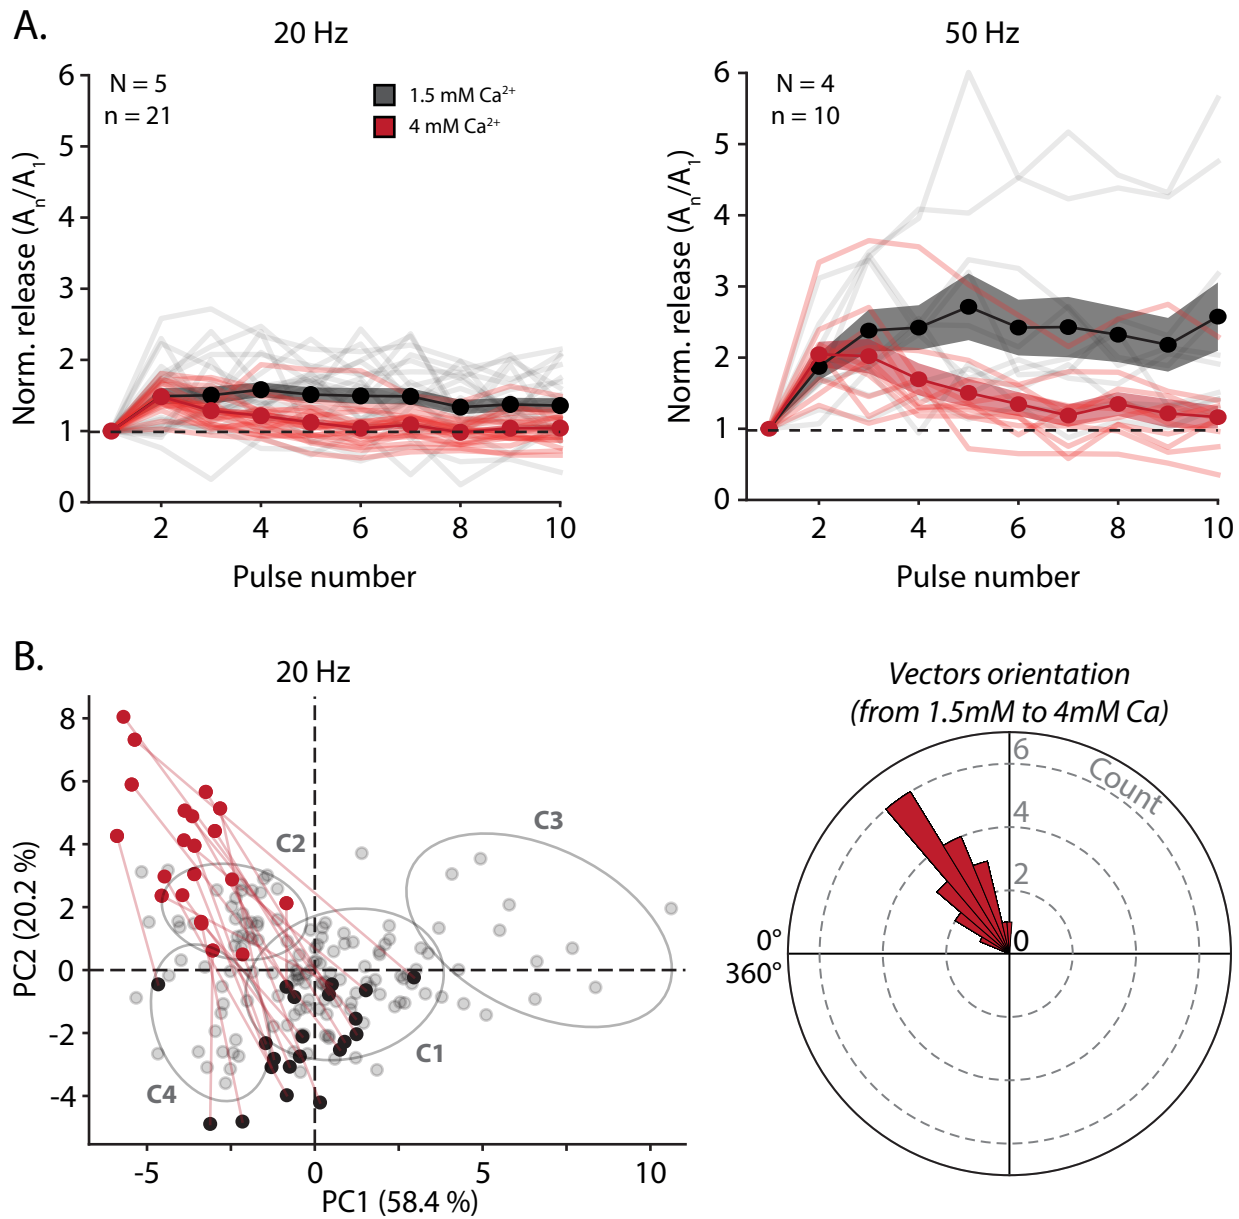 A.
20 Hz
N = 5
n = 21
1.5 mM Ca²⁺
4 mM Ca²⁺
Norm. release (Aₙ/A₁)
6
5
4
3
2
1
0
2 4 6 8 10
Pulse number
50 Hz
N = 4
n = 10
Norm. release (Aₙ/A₁)
6
5
4
3
2
1
0
2 4 6 8 10
Pulse number
B.
20 Hz
PC2 (20.2 %)
8
6
4
2
0
-2
-4
C2
C3
C1
C4
-5 0 5 10
PC1 (58.4 %)
Vectors orientation
(from 1.5mM to 4mM Ca)
6
Count
4
2
0
0°
360°